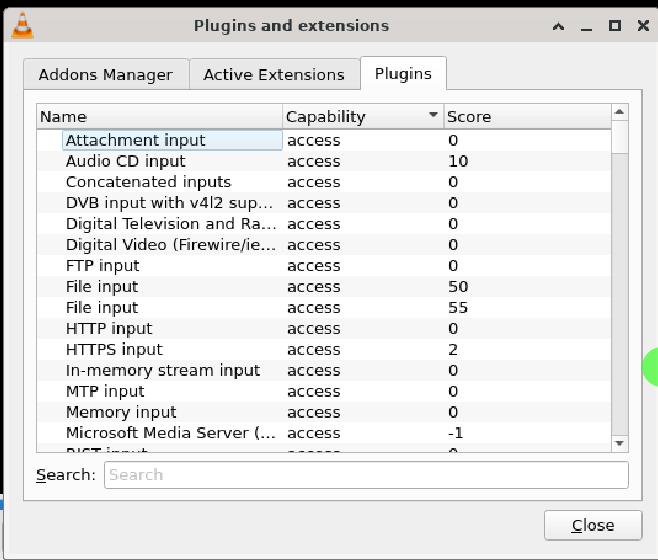 Plugins and extensions
Addons Manager Active Extensions Plugins
Name Capability Score
Attachment input access 0
Audio CD input access 10
Concatenated inputs access 0
DVB input with v4l2 sup... access 0
Digital Television and Ra... access 0
Digital Video (Firewire/ie... access 0
FTP input access 0
File input access 50
File input access 55
HTTP input access 0
HTTPS input access 2
In-memory stream input access 0
MTP input access 0
Memory input access 0
Microsoft Media Server (... access -1
Search: Search
Close